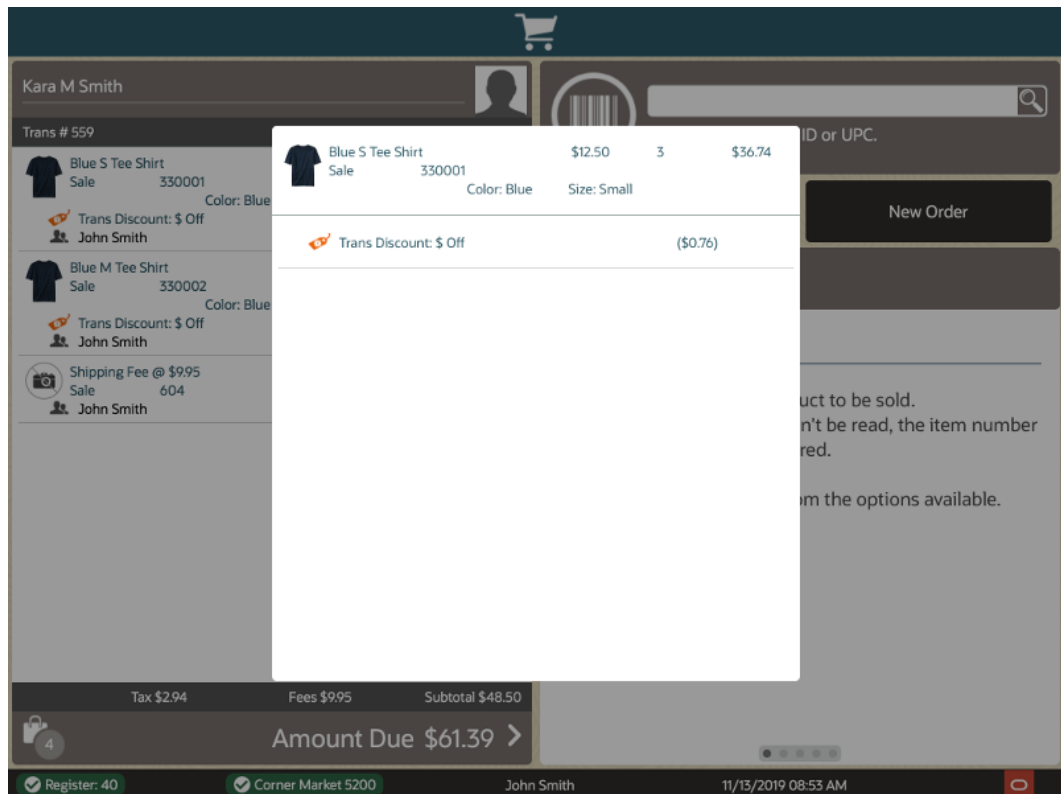 Kara M Smith
Trans # 559
Blue S Tee Shirt
Sale 330001
Color: Blue
Trans Discount: $ Off
John Smith
Blue M Tee Shirt
Sale 330002
Color: Blue
Trans Discount: $ Off
John Smith
Shipping Fee @ $9.95
Sale 604
John Smith
Tax $2.94 Fees $9.95 Subtotal $48.50
4
Amount Due $61.39
Blue S Tee Shirt $12.50 3 $36.74
Sale 330001
Color: Blue Size: Small
Trans Discount: $ Off ($0.76)
ID or UPC.
New Order
uct to be sold.
n't be read, the item number
red.
om the options available.
Register: 40 Corner Market 5200 John Smith 11/13/2019 08:53 AM